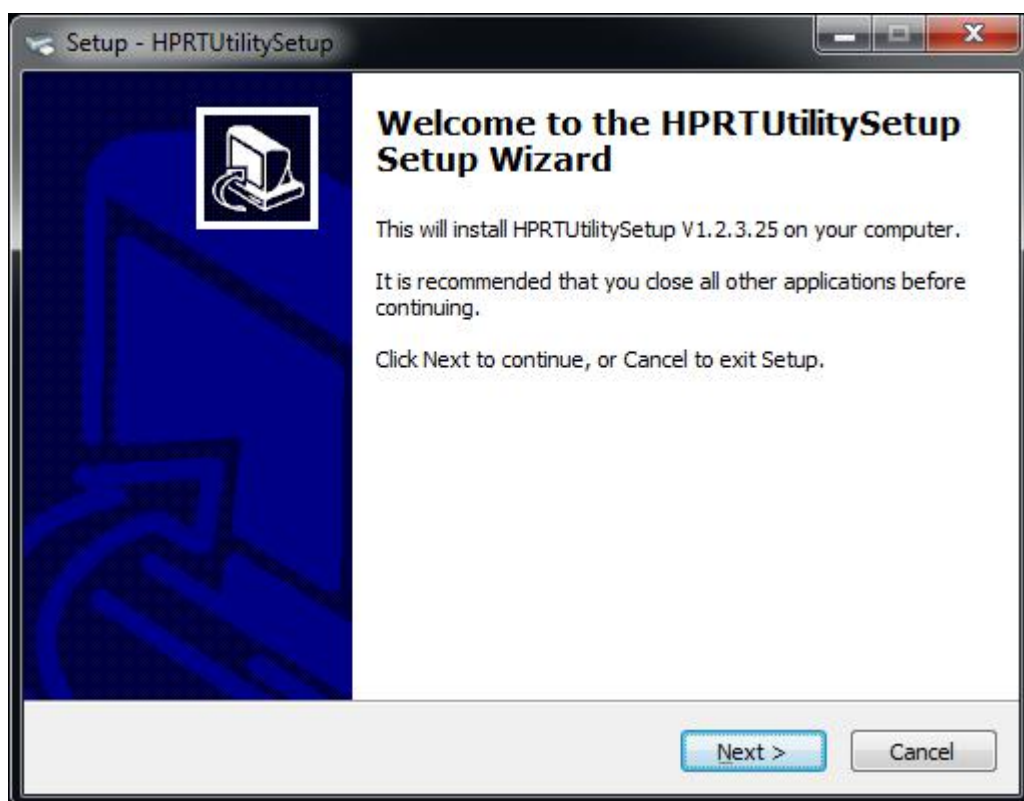 Setup - HPRTUtilitySetup
Welcome to the HPRTUtilitySetup
Setup Wizard
This will install HPRTUtilitySetup V1.2.3.25 on your computer.
It is recommended that you close all other applications before
continuing.
Click Next to continue, or Cancel to exit Setup.
Next >
Cancel